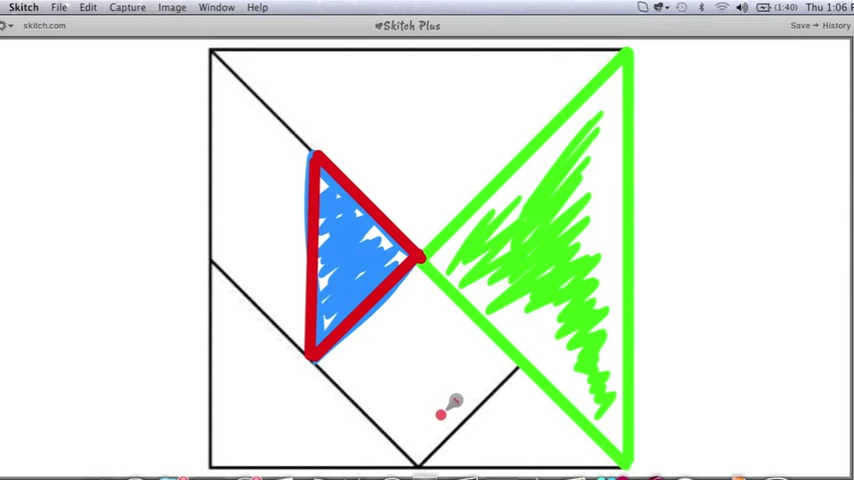 Skitch File Edit Capture Image Window Help (1:40) Thu 1:06 P
skitch.com Skitch Plus Save → History